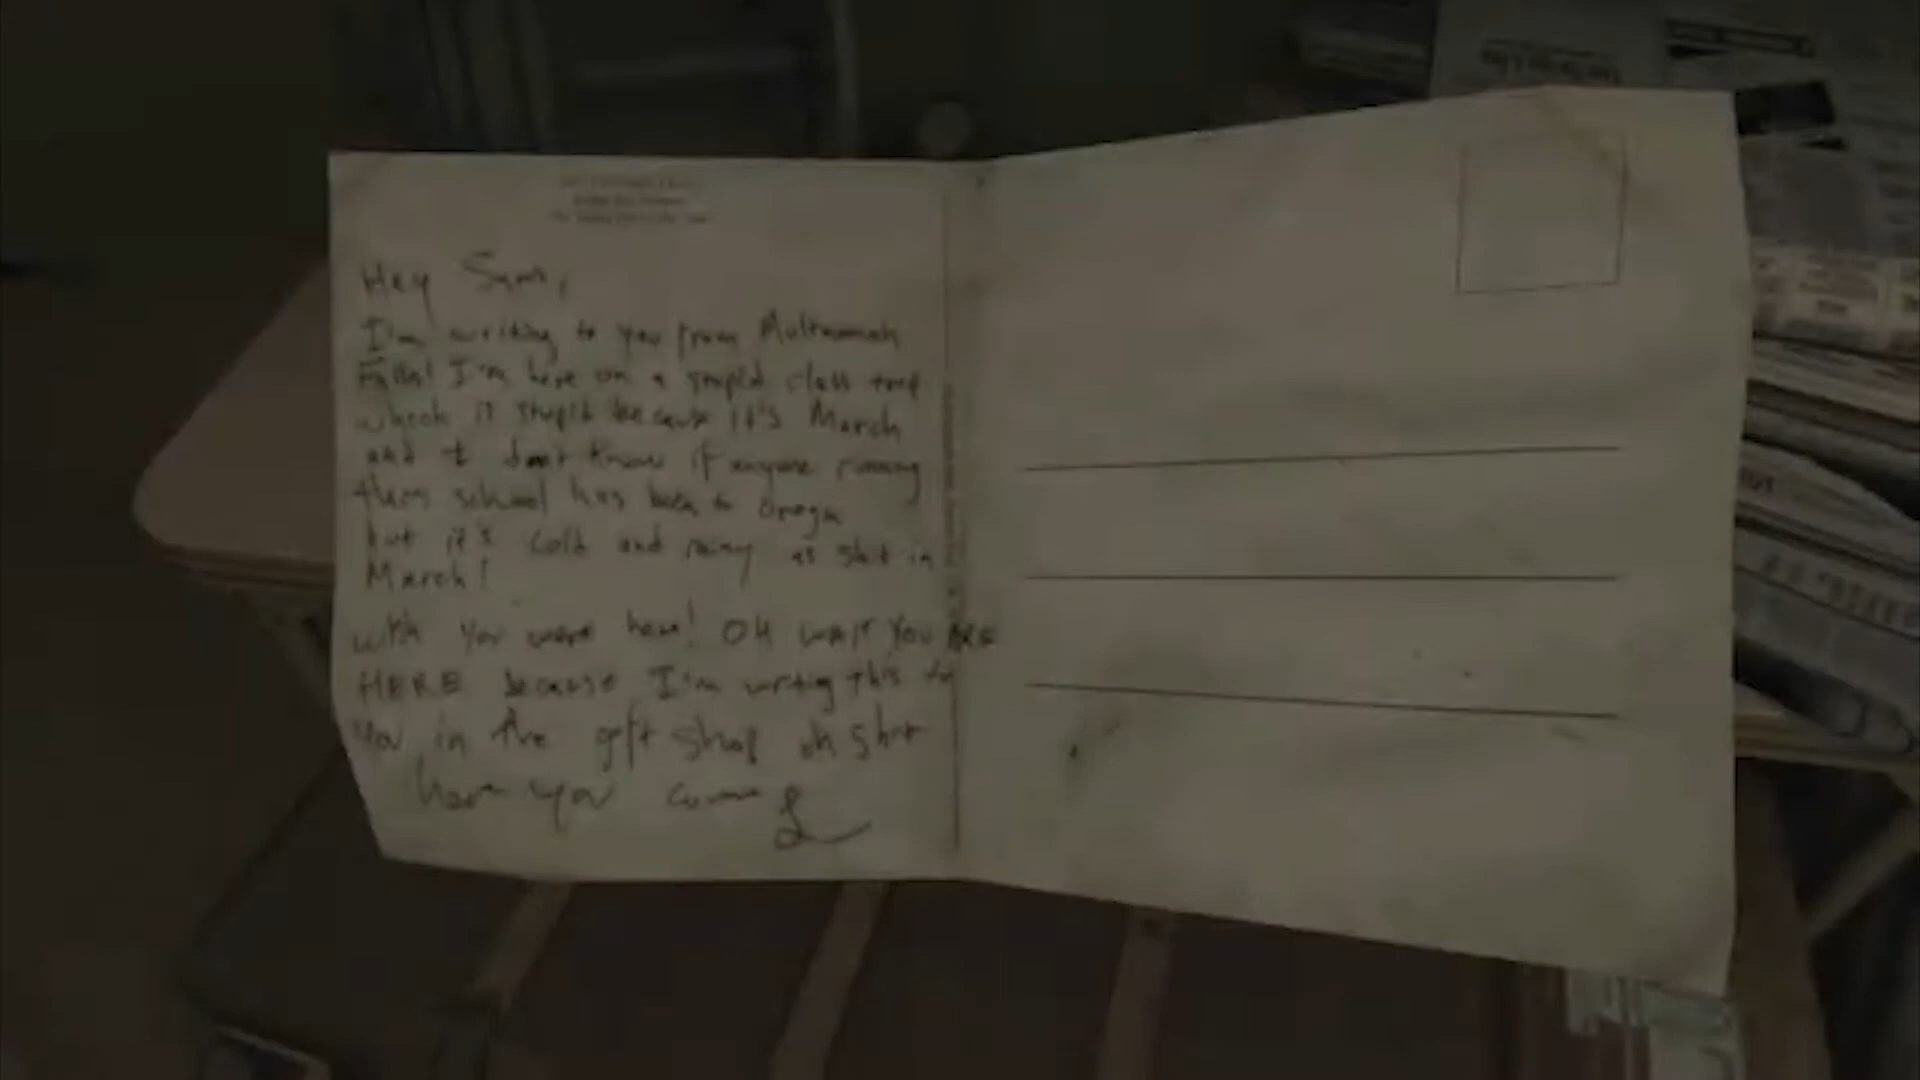 Hey Sam,
I'm writing to you from Multnomah
Falls! I'm here on a stupid class trip
which is stupid because it's March
and I don't know if anyone running
this school has been to Oregon
but it's cold and rainy as shit in
March!
Wish you were here! OH WAIT YOU ARE
HERE because I'm writing this to
you in the gift shop oh shit
here you come
L